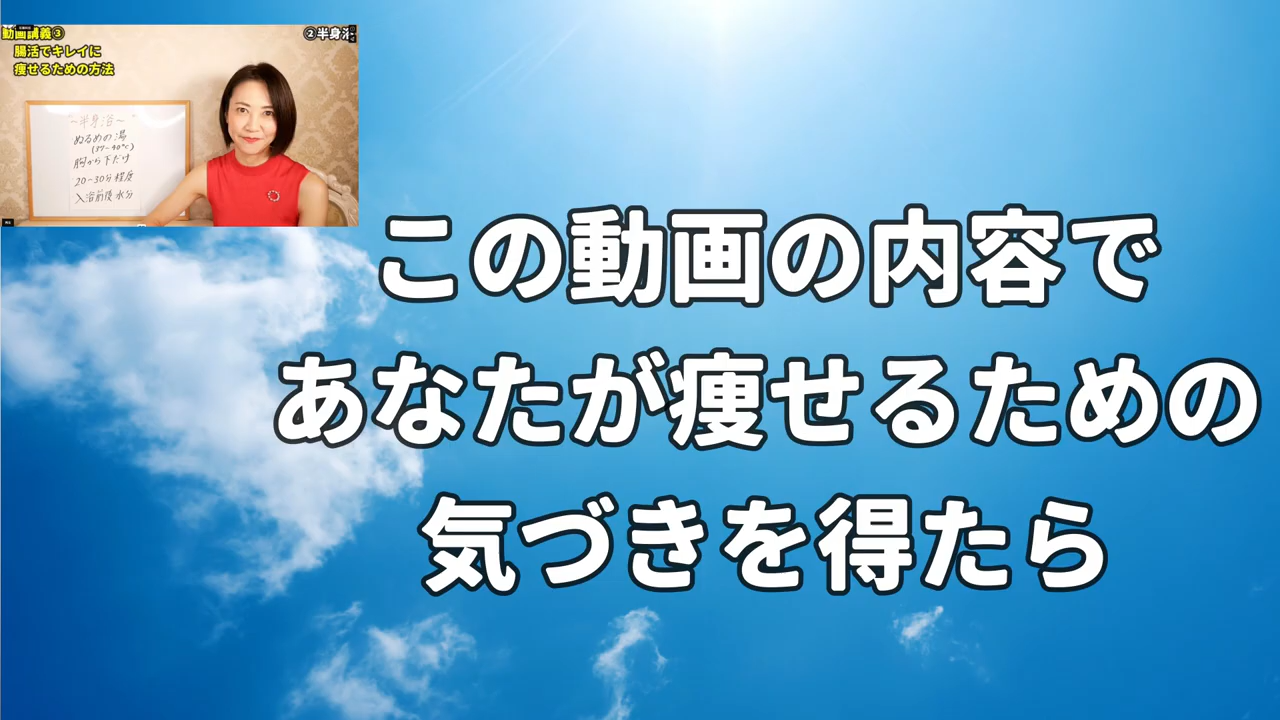 動画講義③
②半身浴
腸活でキレイに
痩せるための方法
～半身浴～
ぬるめの湯
(37-40℃)
胸から下だけ
20-30分程度
入浴前後水分
この動画の内容で
あなたが痩せるための
気づきを得たら